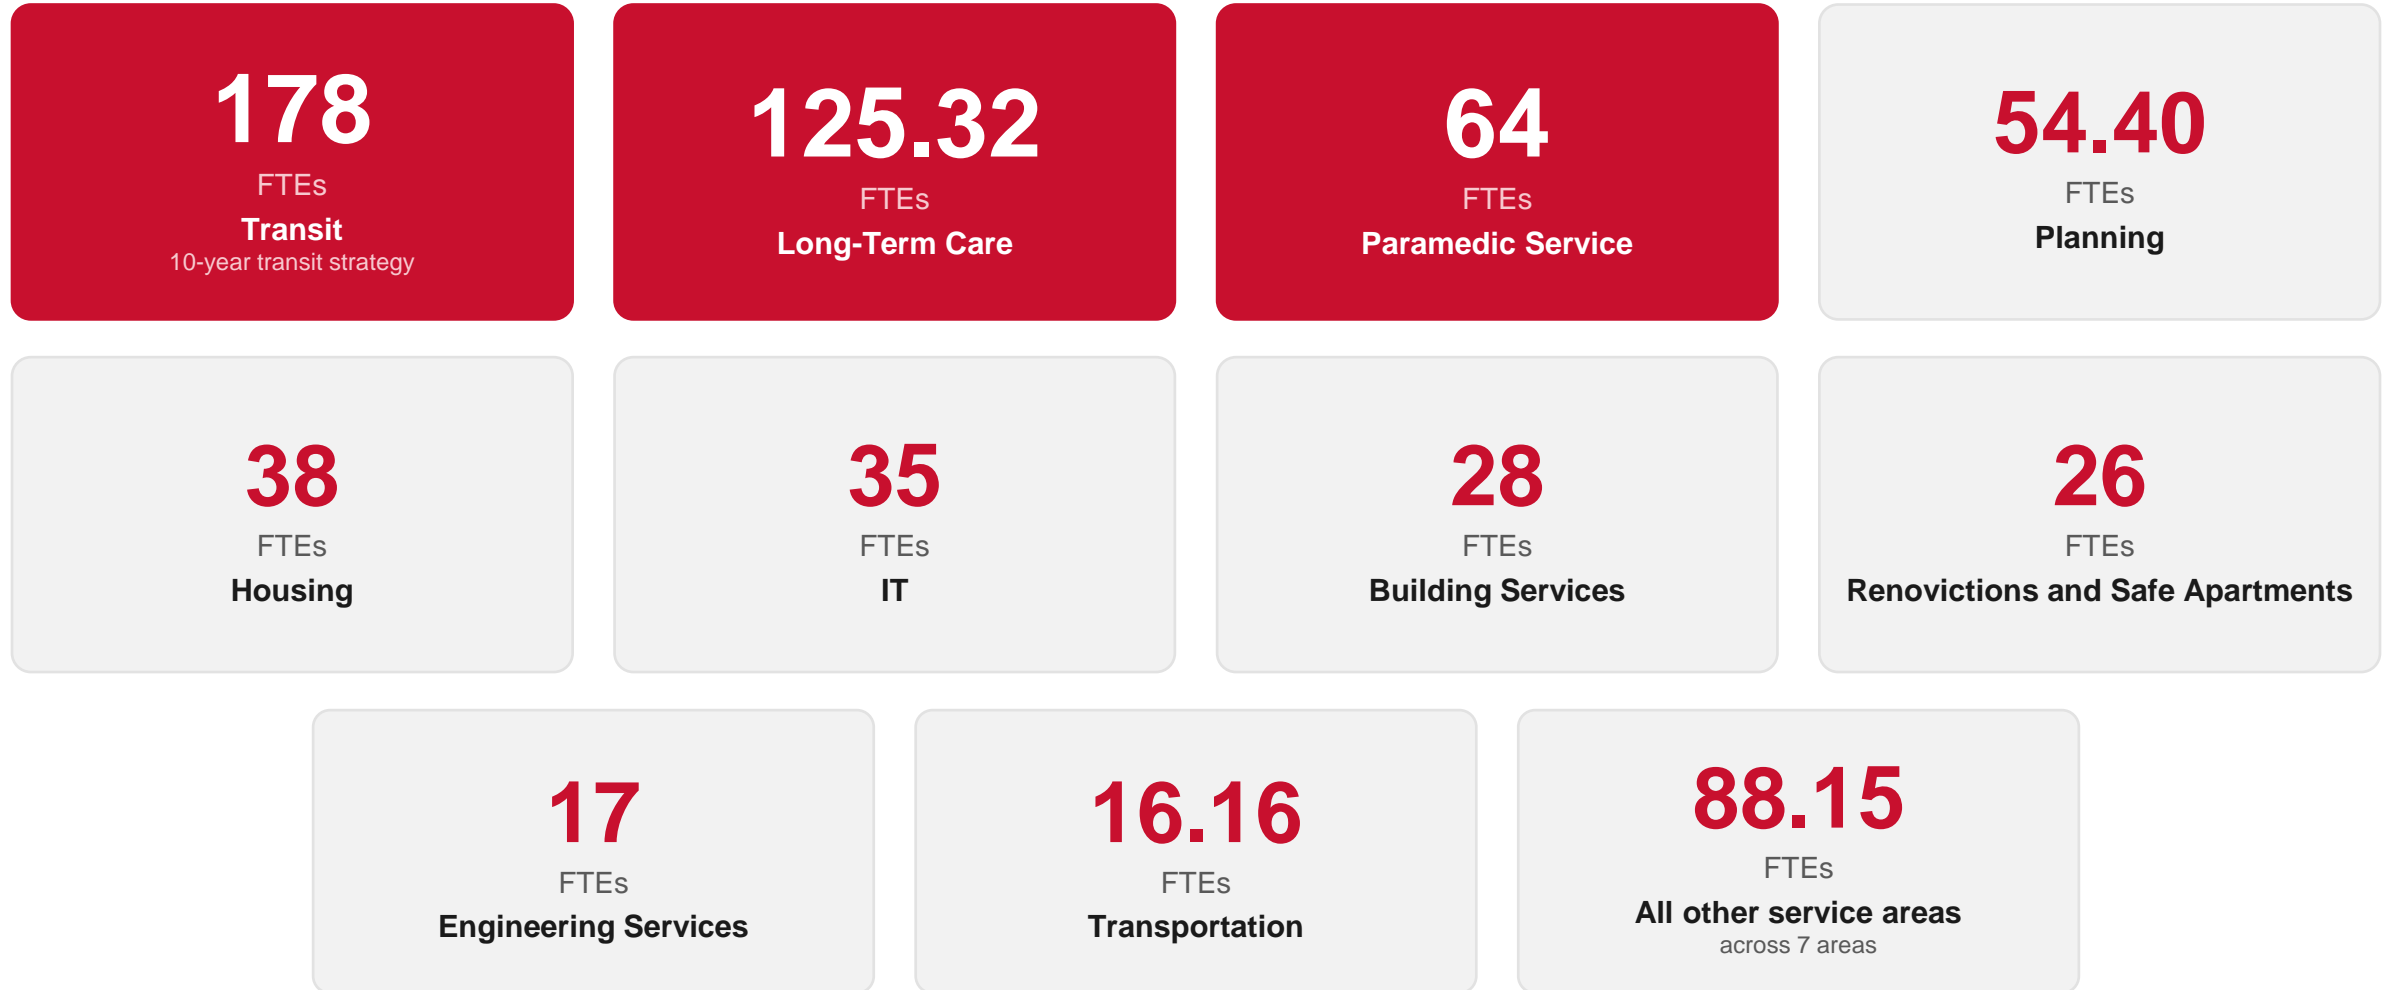 178
FTEs
Transit
10-year transit strategy
125.32
FTEs
Long-Term Care
64
FTEs
Paramedic Service
54.40
FTEs
Planning
38
FTEs
Housing
35
FTEs
IT
28
FTEs
Building Services
26
FTEs
Renovictions and Safe Apartments
17
FTEs
Engineering Services
16.16
FTEs
Transportation
88.15
FTEs
All other service areas
across 7 areas